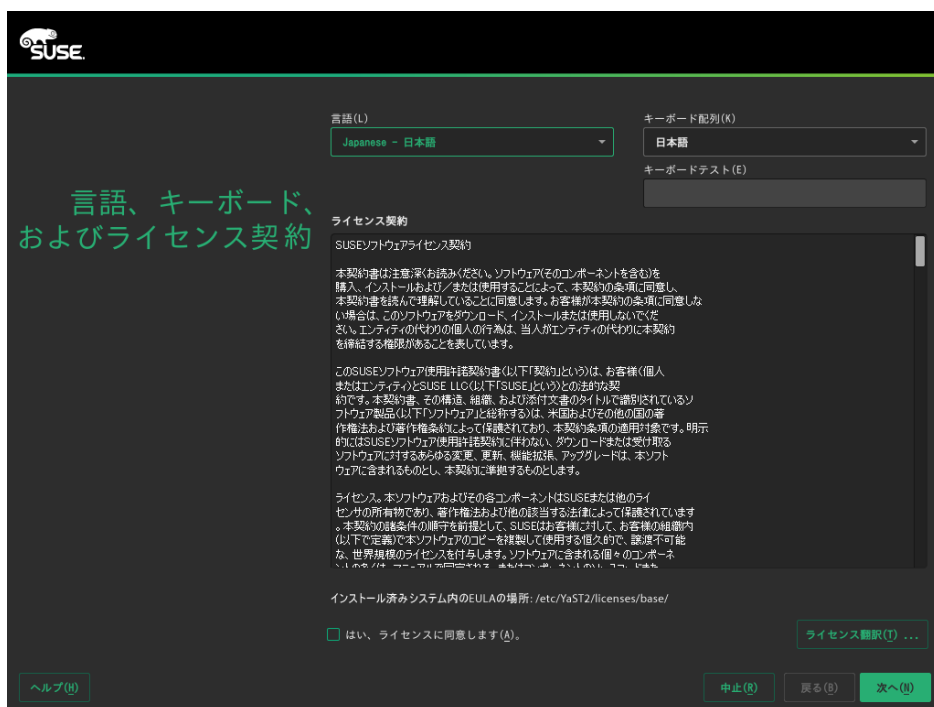 SUSE.
言語(L)
キーボード配列(K)
Japanese - 日本語
日本語
キーボードテスト(E)
言語、キーボード、
およびライセンス契約
ライセンス契約
SUSEソフトウェアライセンス契約
本契約書は注意深くお読みください。ソフトウェア(そのコンポーネントを含む)を
購入、インストールおよび/または使用することによって、本契約の条項に同意し、
本契約書を読んで理解していることに同意します。お客様が本契約の条項に同意しな
い場合は、このソフトウェアをダウンロード、インストールまたは使用しないでくだ
さい。エンティティの代わりの個人の行為は、当人がエンティティの代わりに本契約
を締結する権限があることを表しています。
このSUSEソフトウェア使用許諾契約書(以下「契約」という)は、お客様(個人
またはエンティティ)とSUSE LLC(以下「SUSE」という)との法的な契
約です。本契約書、その構造、組織、および添付文書のタイトルで識別されているソ
フトウェア製品(以下「ソフトウェア」と総称する)は、米国およびその他の国の著
作権法および著作権条約によって保護されており、本契約条項の適用対象です。明示
的にはSUSEソフトウェア使用許諾契約に伴わない、ダウンロードまたは受け取る
ソフトウェアに対するあらゆる変更、更新、機能拡張、アップグレードは、本ソフト
ウェアに含まれるものとし、本契約に準拠するものとします。
ライセンス。本ソフトウェアおよびその各コンポーネントはSUSEまたは他のライ
センサの所有物であり、著作権法および他の該当する法律によって保護されています
。本契約の諸条件の順守を前提として、SUSEはお客様に対して、お客様の組織内
(以下で定義)で本ソフトウェアのコピーを複製して使用する恒久的で、譲渡不可能
な、世界規模のライセンスを付与します。ソフトウェアに含まれる個々のコンポーネ
インストール済みシステム内のEULAの場所: /etc/YaST2/licenses/base/
はい、ライセンスに同意します(A)。
ライセンス翻訳(T) ...
ヘルプ(H)
中止(R)
戻る(B)
次へ(N)